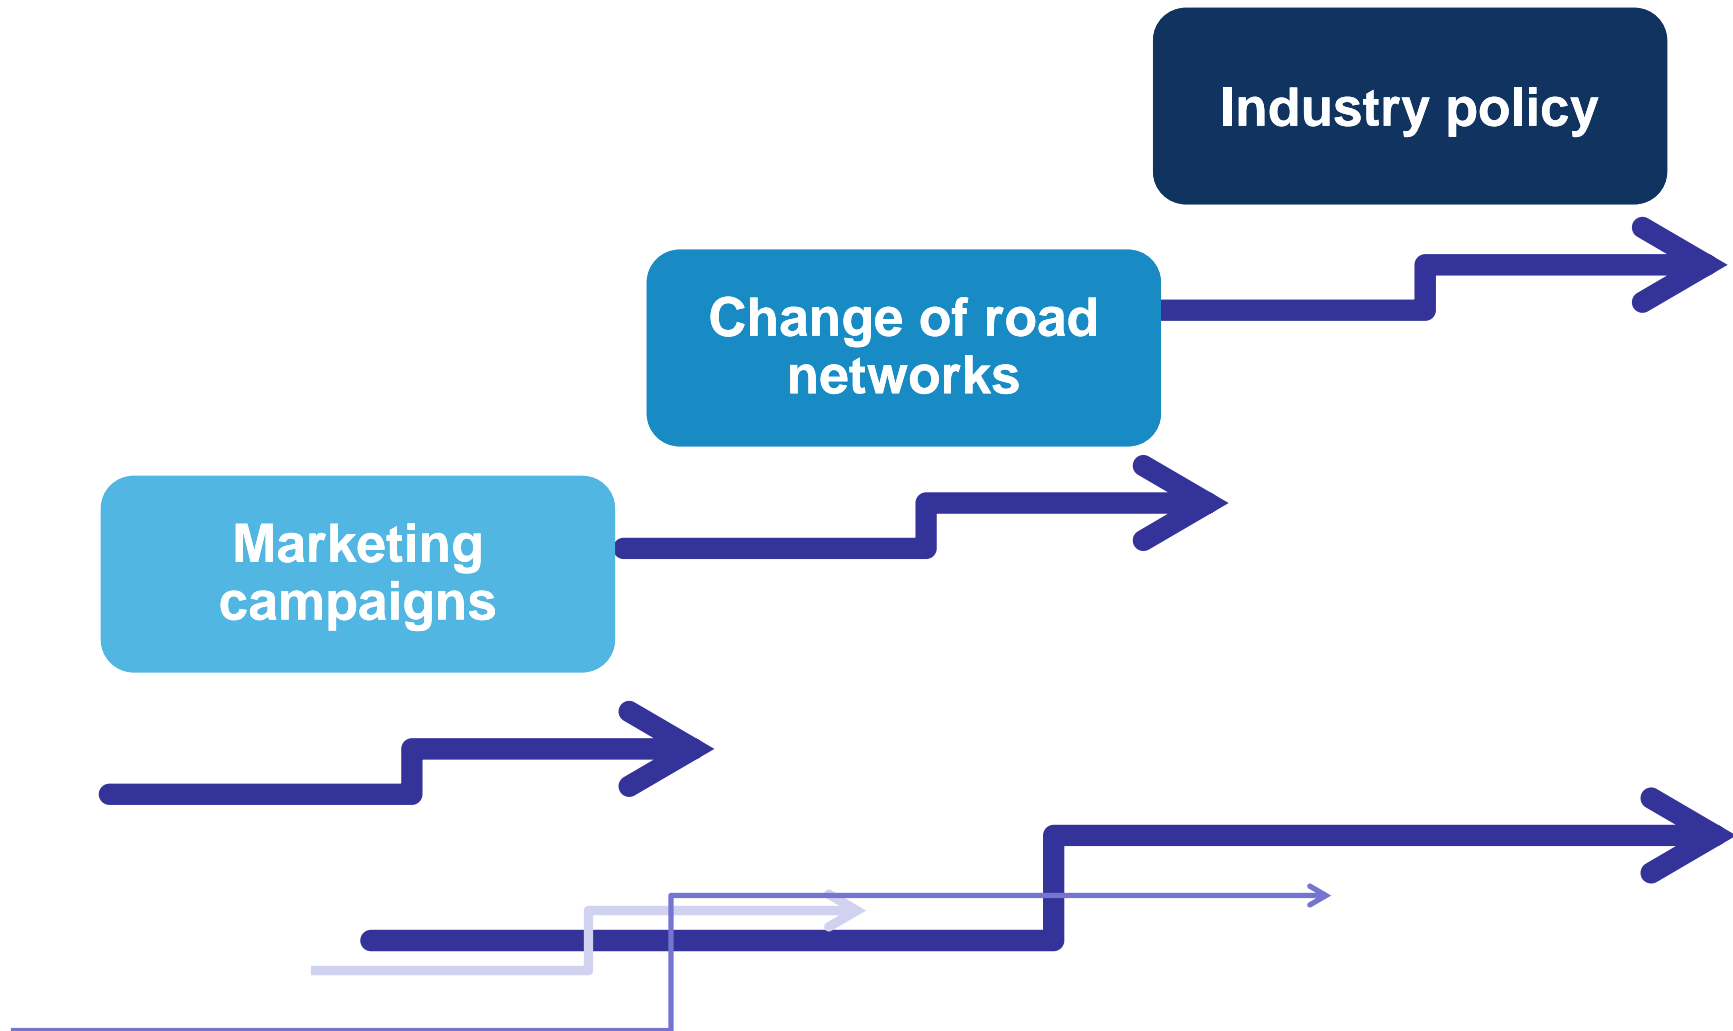 Industry policy
Change of road
networks
Marketing
campaigns